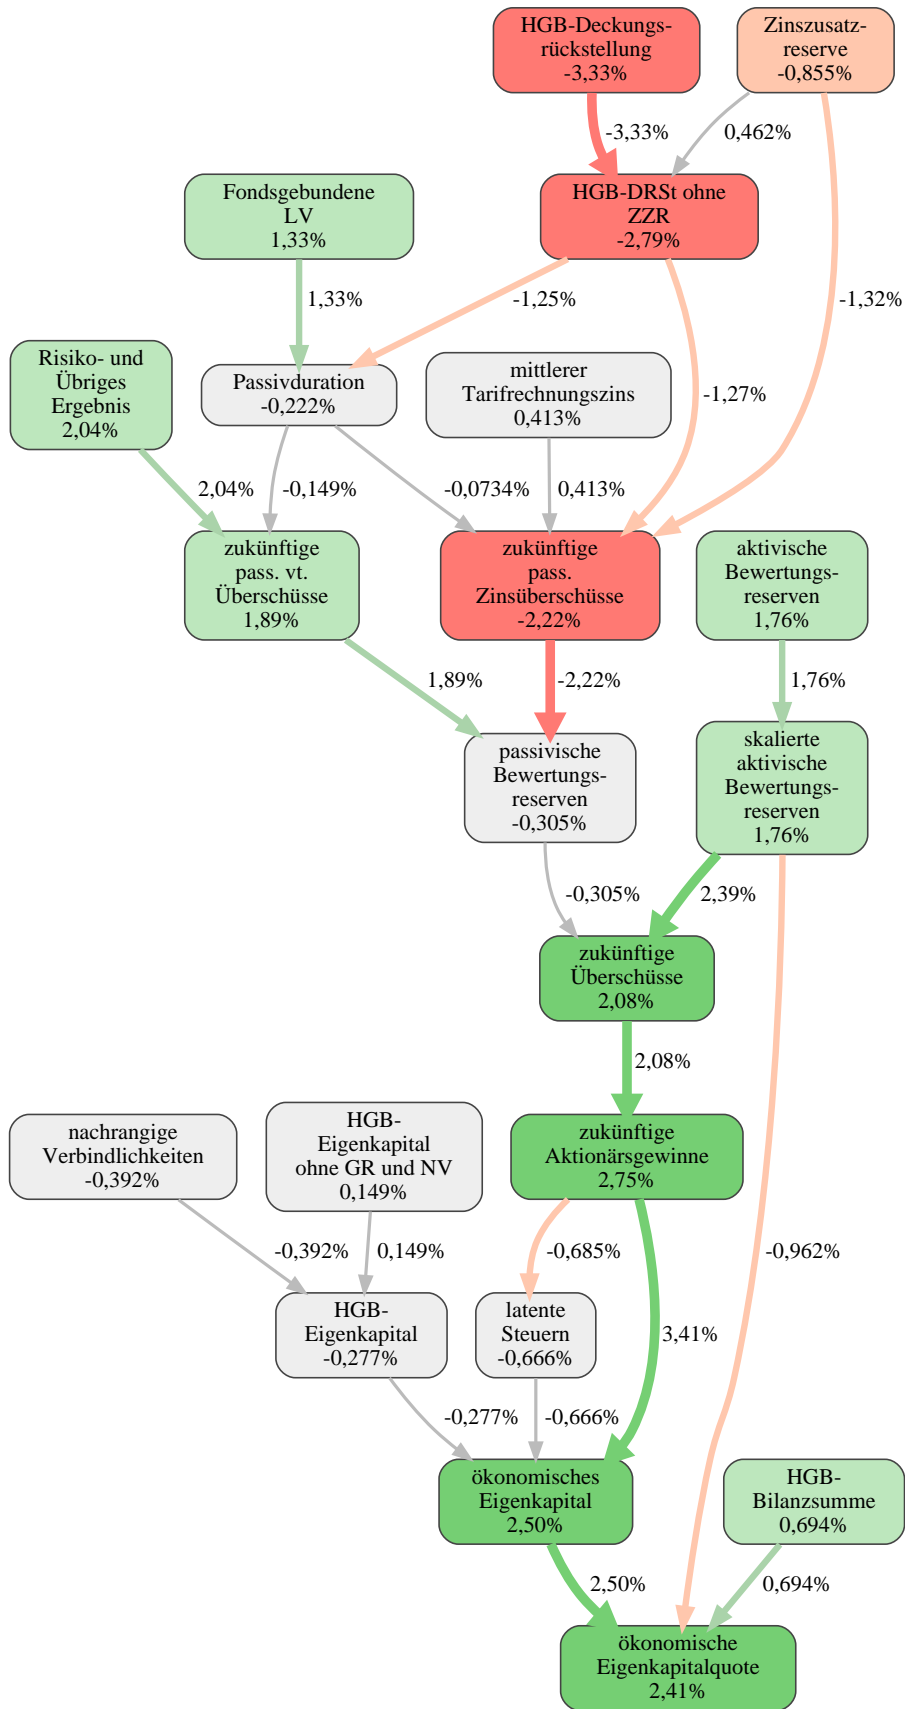 HGB-Deckungs-
rückstellung
-3,33%
Zinszusatz-
reserve
-0,855%
-3,33%
0,462%
Fondsgebundene
LV
1,33%
HGB-DRSt ohne
ZZR
-2,79%
1,33%
-1,25%
-1,32%
Risiko- und
Übriges
Ergebnis
2,04%
Passivduration
-0,222%
mittlerer
Tarifrechnungszins
0,413%
-1,27%
2,04%
-0,149%
-0,0734%
0,413%
zukünftige
pass. vt.
Überschüsse
1,89%
zukünftige
pass.
Zinsüberschüsse
-2,22%
aktivische
Bewertungs-
reserven
1,76%
1,89%
-2,22%
1,76%
passivische
Bewertungs-
reserven
-0,305%
skalierte
aktivische
Bewertungs-
reserven
1,76%
-0,305%
2,39%
zukünftige
Überschüsse
2,08%
2,08%
nachrangige
Verbindlichkeiten
-0,392%
HGB-
Eigenkapital
ohne GR und NV
0,149%
zukünftige
Aktionärsgewinne
2,75%
-0,392%
0,149%
-0,685%
-0,962%
HGB-
Eigenkapital
-0,277%
latente
Steuern
-0,666%
3,41%
-0,277%
-0,666%
ökonomisches
Eigenkapital
2,50%
HGB-
Bilanzsumme
0,694%
2,50%
0,694%
ökonomische
Eigenkapitalquote
2,41%